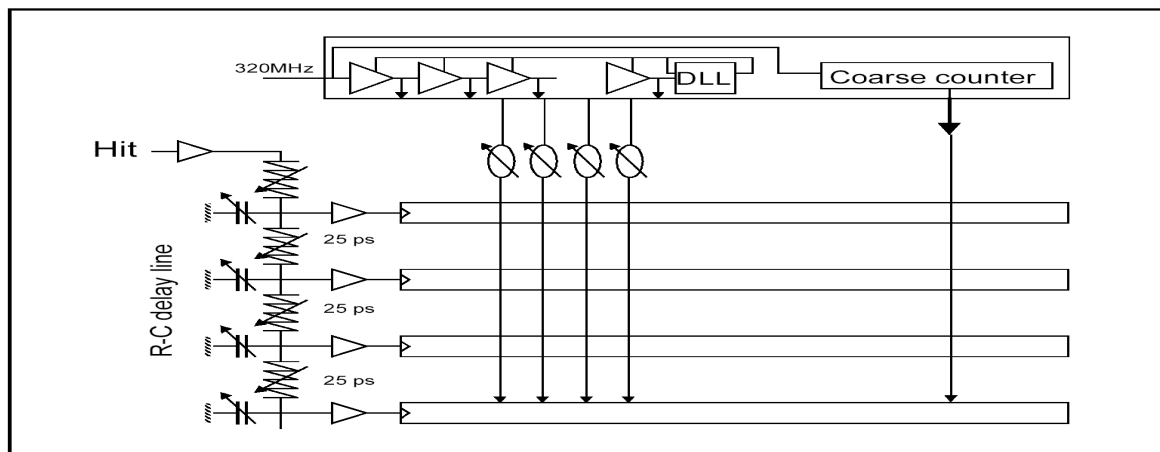 320MHz
DLL
Coarse counter
Hit
25 ps
25 ps
25 ps
R-C delay line